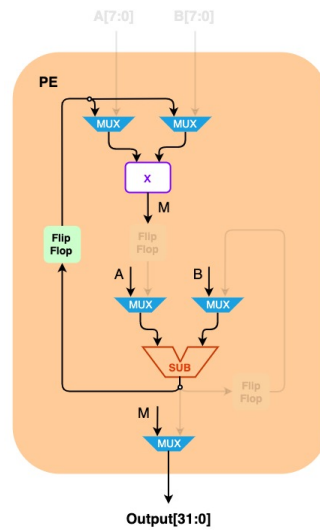 A[7:0] B[7:0]
PE
MUX MUX
X
M
Flip
Flop
Flip
Flop
A B
MUX MUX
SUB
Flip
Flop
M
MUX
Output[31:0]